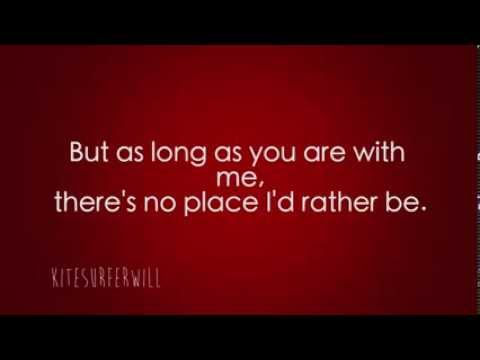 But as long as you are with
me,
there's no place I'd rather be.
KITESURFERWILL